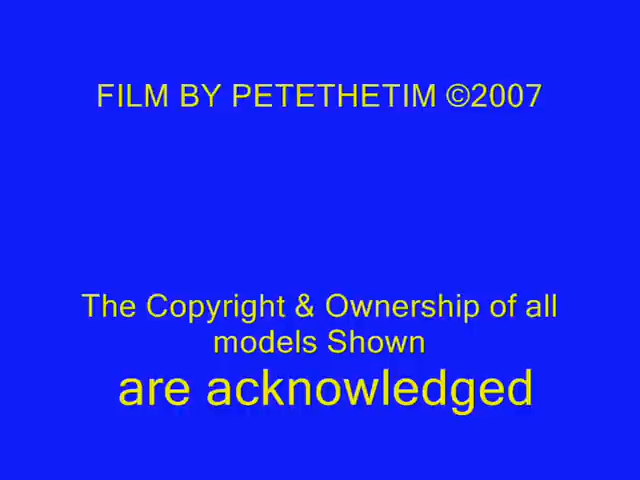 FILM BY PETETHETIM ©2007
The Copyright & Ownership of all
models Shown
are acknowledged